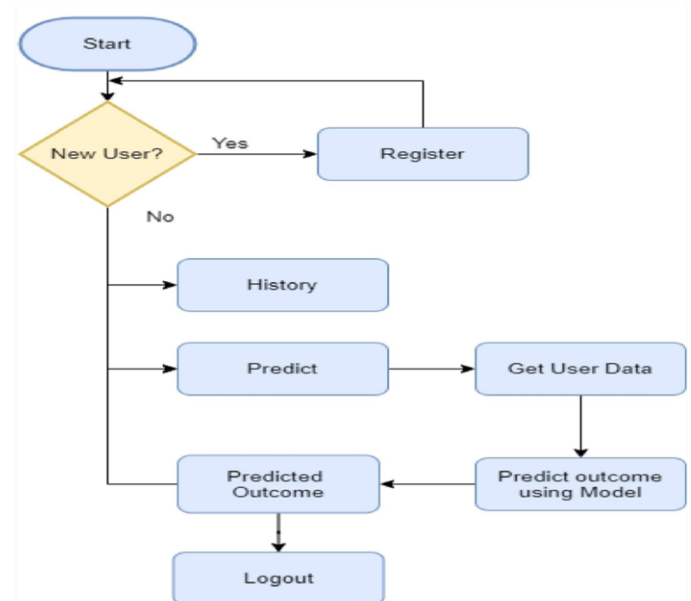 Start
New User?
Yes
Register
No
History
Predict
Get User Data
Predicted
Outcome
Predict outcome
using Model
Logout